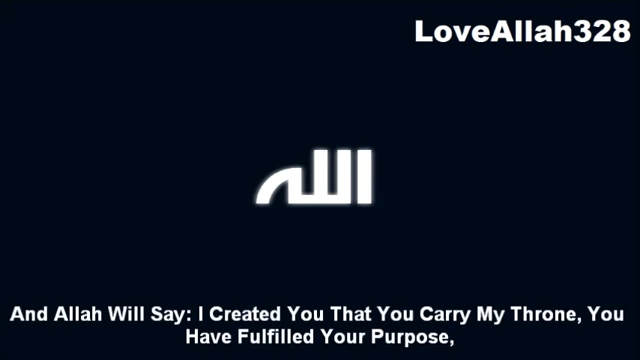 LoveAllah328
الله
And Allah Will Say: I Created You That You Carry My Throne, You
Have Fulfilled Your Purpose,